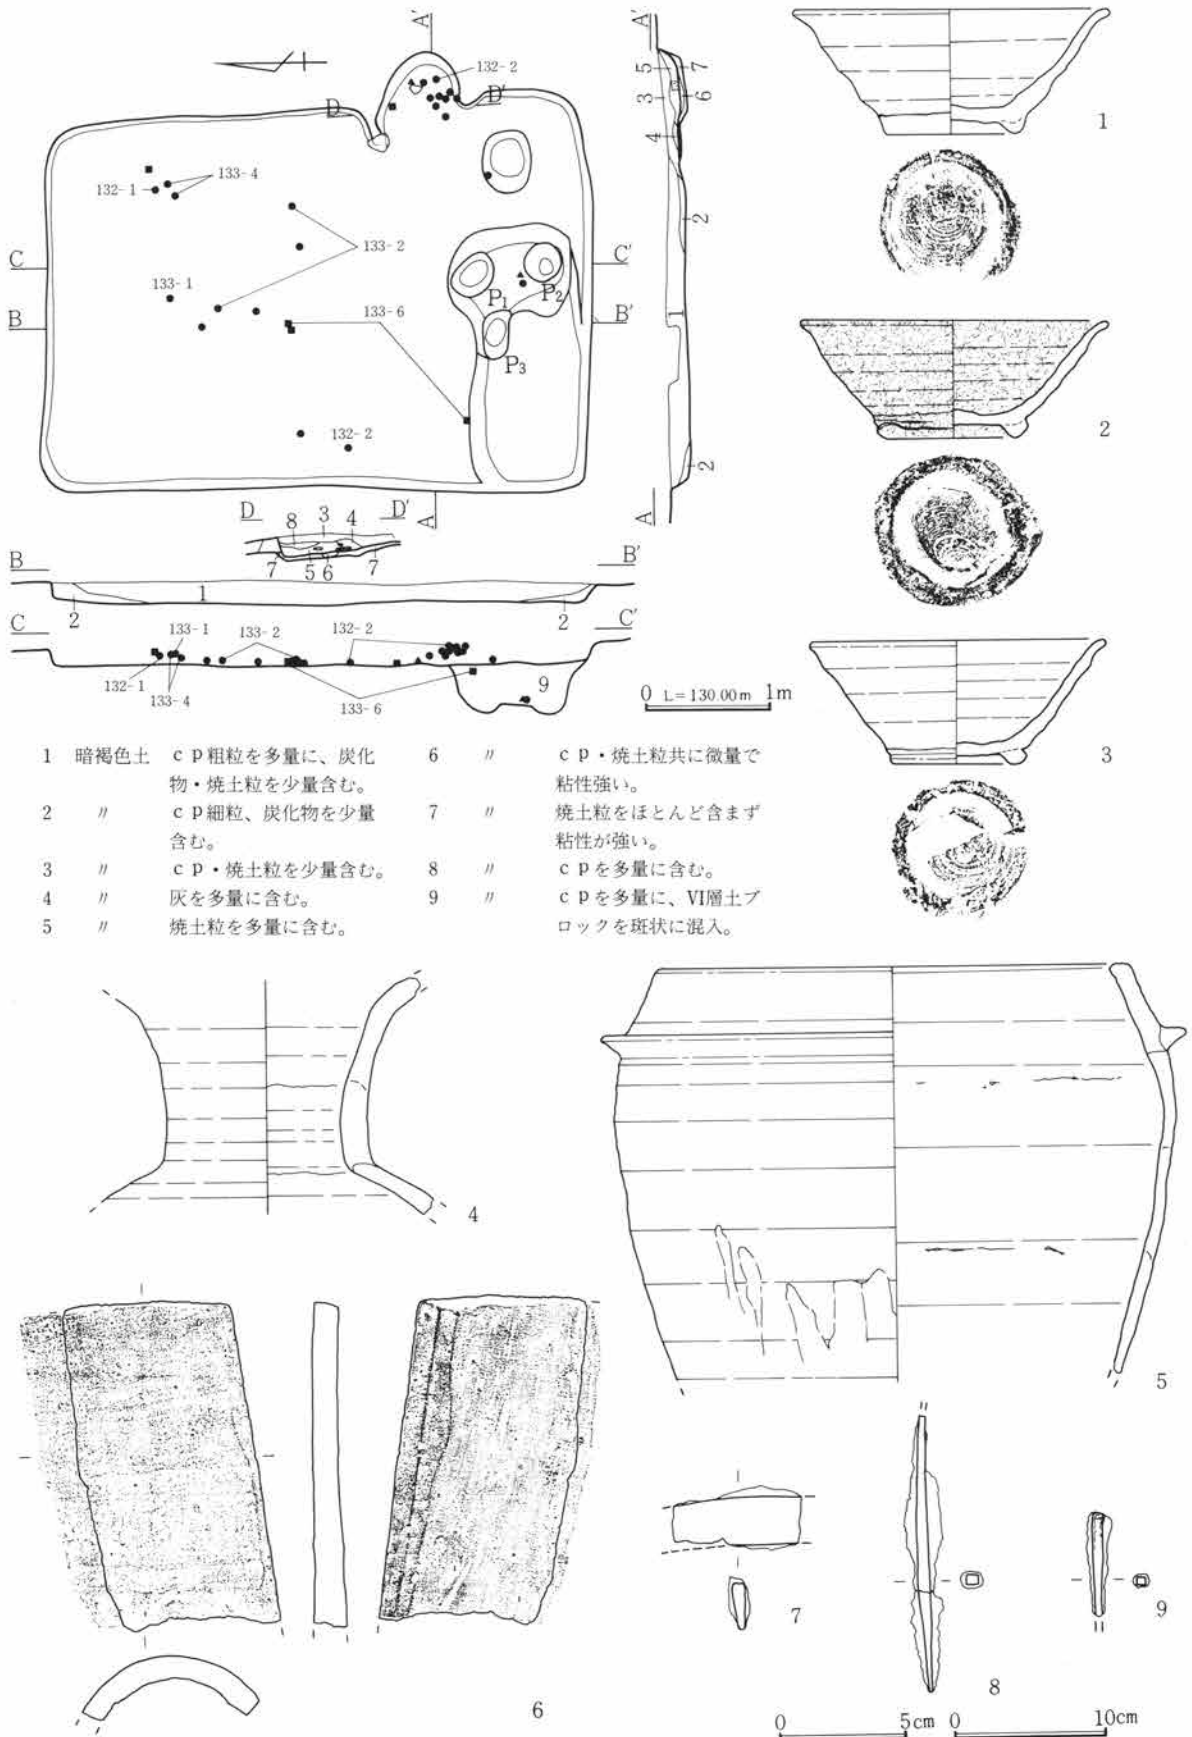 A′
132-2
D
D′
132-1
133-4
133-2
C
C′
133-1
B
B′
133-6
P₁
P₂
P₃
132-2
A
A′
5
7
3
6
4
2
1
2
A
D
D′
8
3
4
7
5
6
7
B
B′
2
1
2
C
C′
133-1
133-2
132-2
132-1
133-4
133-6
9
0 L=130.00m 1m
1 暗褐色土 cp粗粒を多量に、炭化
物・焼土粒を少量含む。
2 〃 cp細粒、炭化物を少量
含む。
3 〃 cp・焼土粒を少量含む。
4 〃 灰を多量に含む。
5 〃 焼土粒を多量に含む。
6 〃 cp・焼土粒共に微量で
粘性強い。
7 〃 焼土粒をほとんど含まず
粘性が強い。
8 〃 cpを多量に含む。
9 〃 cpを多量に、VI層土ブ
ロックを斑状に混入。
1
2
3
4
5
6
7
8
9
0 5cm
0 10cm